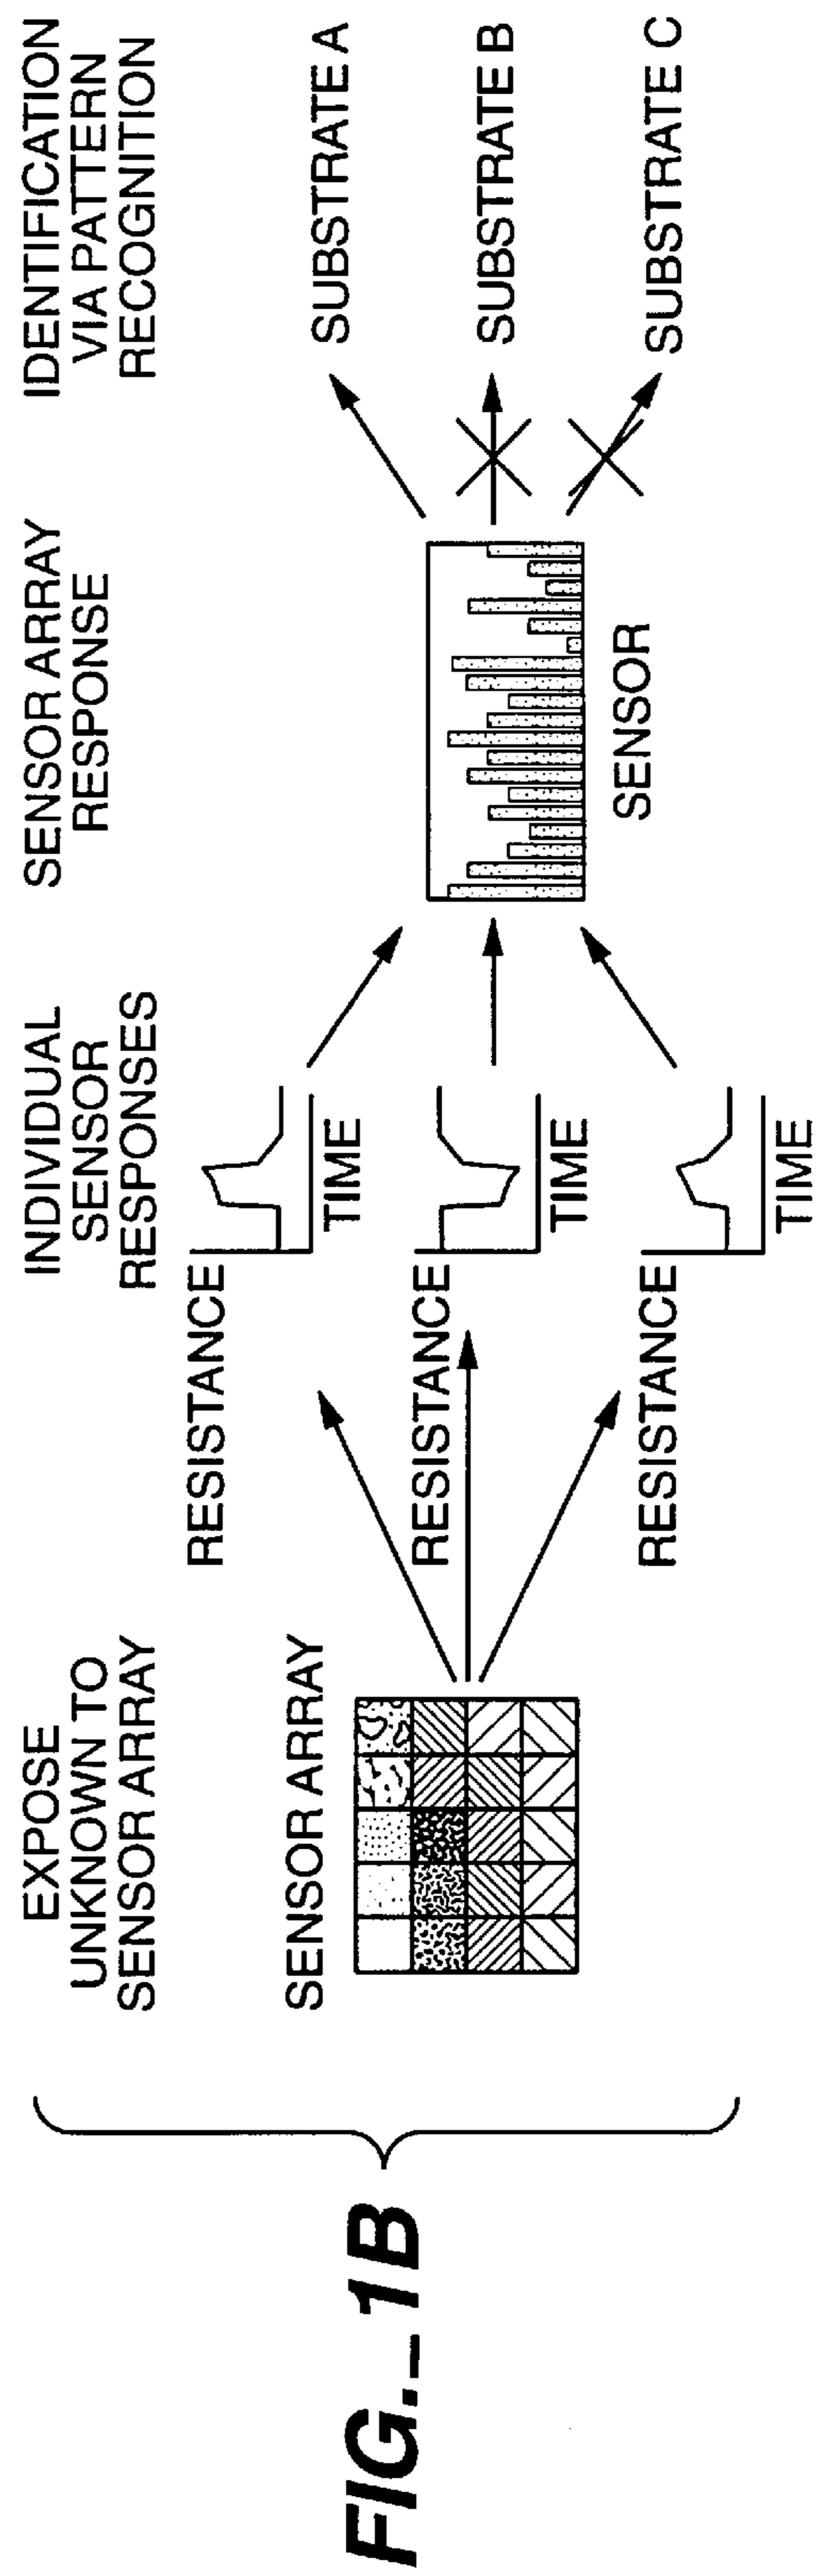 EXPOSE
UNKNOWN TO
SENSOR ARRAY
SENSOR ARRAY
INDIVIDUAL
SENSOR
RESPONSES
RESISTANCE
TIME
RESISTANCE
TIME
RESISTANCE
TIME
SENSOR ARRAY
RESPONSE
SENSOR
IDENTIFICATION
VIA PATTERN
RECOGNITION
SUBSTRATE A
SUBSTRATE B
SUBSTRATE C
FIG._1B